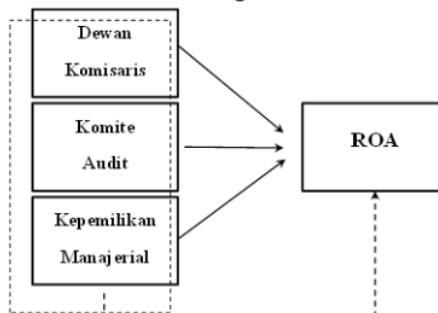 Dewan
Komisaris
Komite
Audit
Kepemilikan
Manajerial
ROA